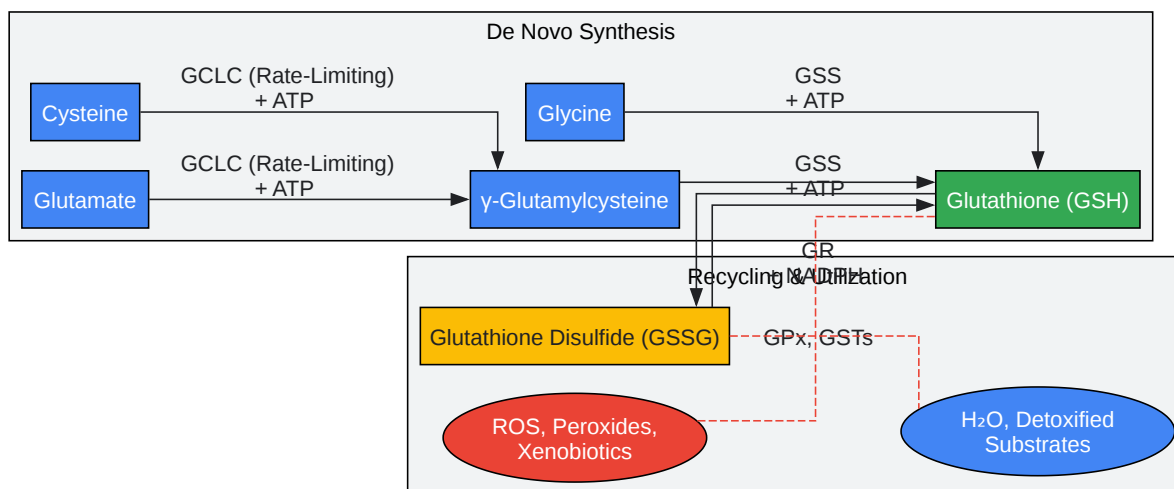 De Novo Synthesis
GCLC (Rate-Limiting)
+ ATP
GSS
+ ATP
Cysteine
Glycine
GCLC (Rate-Limiting)
+ ATP
GSS
+ ATP
Glutamate
γ-Glutamylcysteine
Glutathione (GSH)
GR
+ NADPH
Recycling & Utilization
Glutathione Disulfide (GSSG)
GPx, GSTs
ROS, Peroxides,
Xenobiotics
H₂O, Detoxified
Substrates